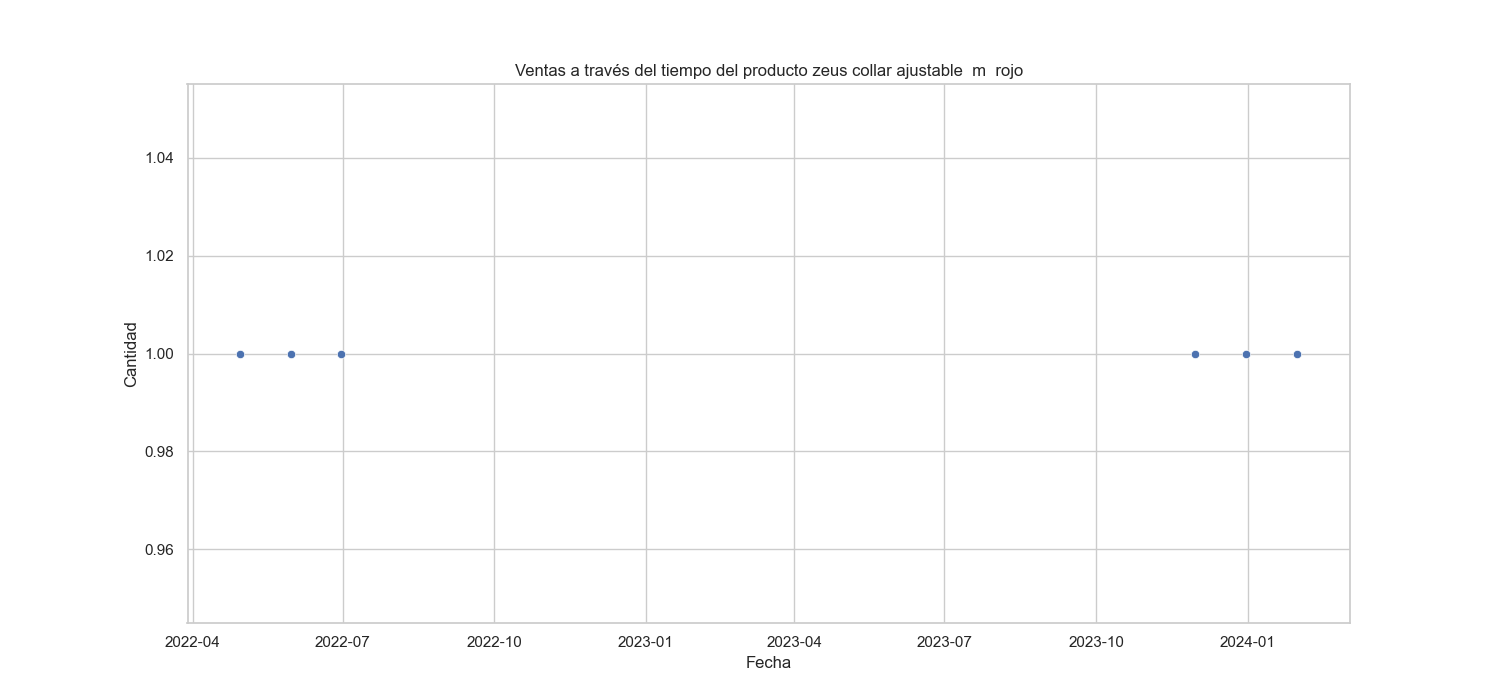 Ventas a través del tiempo del producto zeus collar ajustable  m  rojo
1.04
1.02
1.00
0.98
0.96
Cantidad
2022-04 2022-07 2022-10 2023-01 2023-04 2023-07 2023-10 2024-01
Fecha